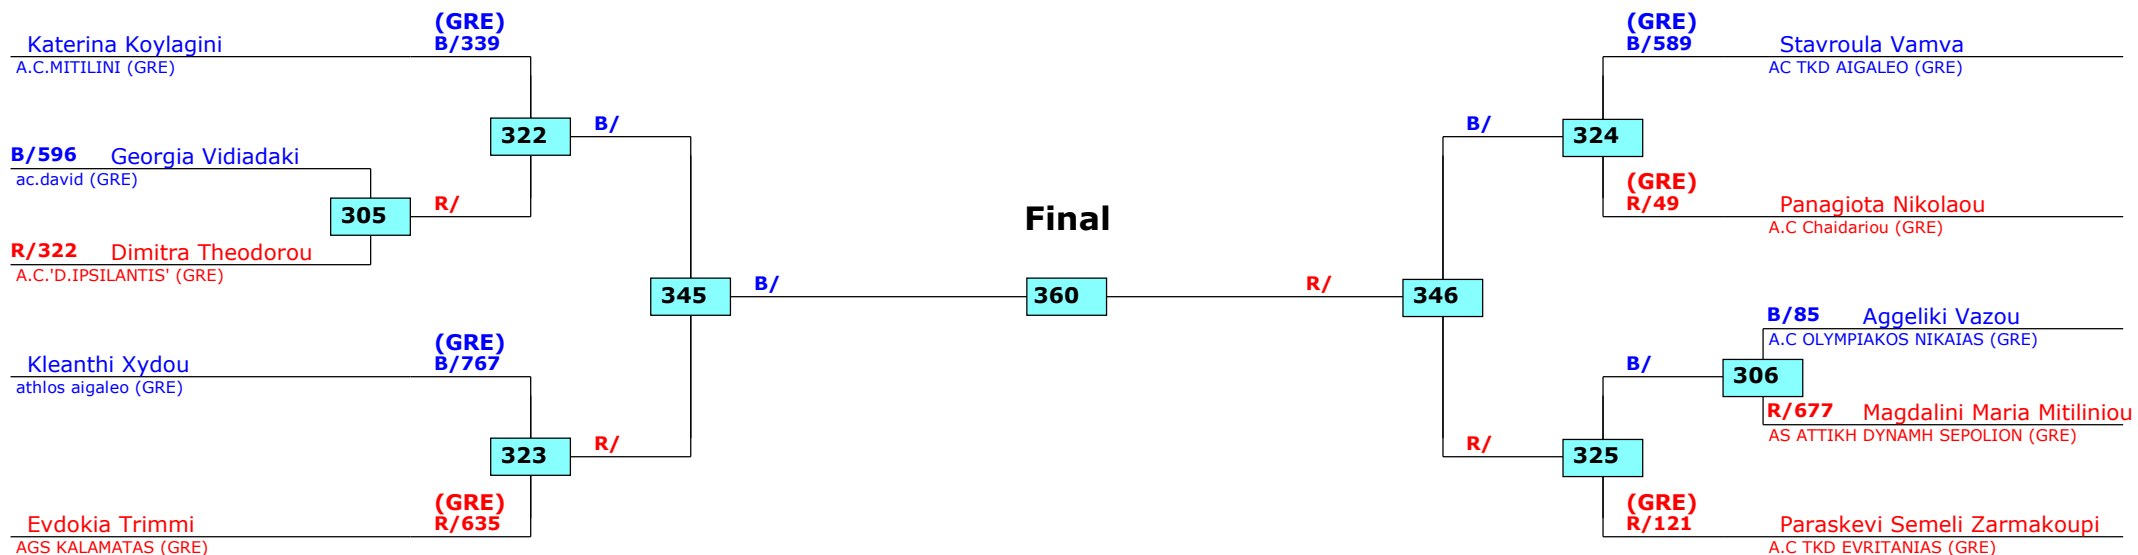 (GRE)
Katerina Koylagini B/339
A.C.MITILINI (GRE)
322 B/
B/596 Georgia Vidiadaki
ac.david (GRE)
305 R/
R/322 Dimitra Theodorou
A.C.'D.IPSILANTIS' (GRE)
345 B/
(GRE)
Kleanthi Xydou B/767
athlos aigaleo (GRE)
323 R/
(GRE)
Evdokia Trimmi R/635
AGS KALAMATAS (GRE)
Final
360
(GRE)
B/589 Stavroula Vamva
AC TKD AIGALEO (GRE)
B/ 324
(GRE)
R/49 Panagiota Nikolaou
A.C Chaidariou (GRE)
R/ 346
B/85 Aggeliki Vazou
A.C OLYMPIAKOS NIKAIAS (GRE)
B/ 306
R/677 Magdalini Maria Mitiliniou
AS ATTIKH DYNAMH SEPOLION (GRE)
R/ 325
(GRE)
R/121 Paraskevi Semeli Zarmakoupi
A.C TKD EVRITANIAS (GRE)